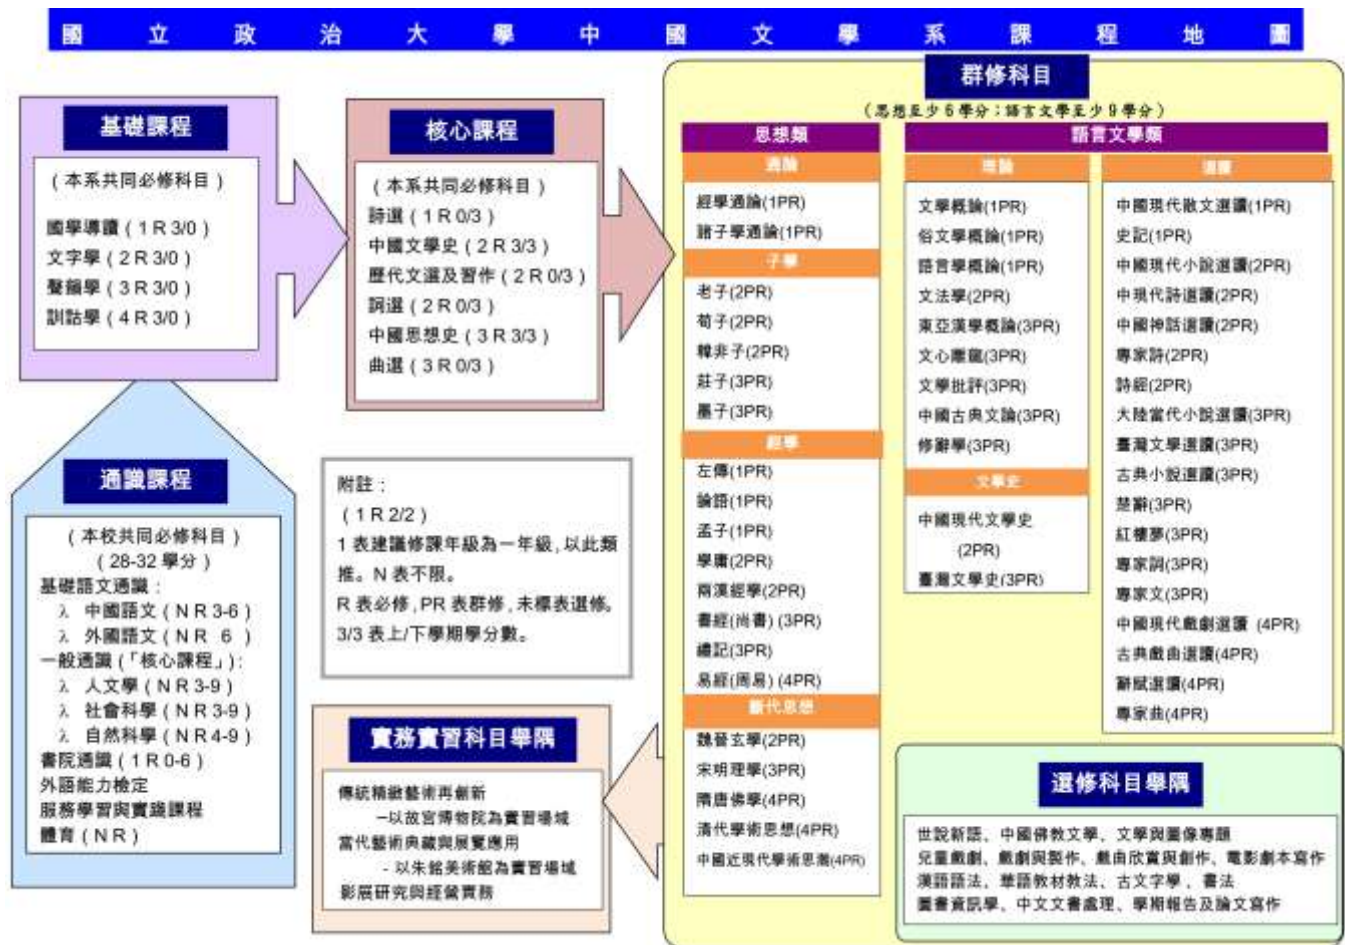 國立政治大學中國文學系課程地圖
基礎課程
(本系共同必修科目)
國學導讀(1 R 3/0)
文字學(2 R 3/0)
聲韻學(3 R 3/0)
訓詁學(4 R 3/0)
核心課程
(本系共同必修科目)
詩選(1 R 0/3)
中國文學史(2 R 3/3)
歷代文選及習作(2 R 0/3)
詞選(2 R 0/3)
中國思想史(3 R 3/3)
曲選(3 R 0/3)
通識課程
(本校共同必修科目)
(28-32 學分)
基礎語文通識:
λ 中國語文(N R 3-6)
λ 外國語文(N R 6)
一般通識(「核心課程」):
λ 人文學(N R 3-9)
λ 社會科學(N R 3-9)
λ 自然科學(N R 4-9)
書院通識(1 R 0-6)
外語能力檢定
服務學習與實踐課程
體育(N R)
附註:
(1 R 2/2)
1 表建議修課年級為一年級,以此類
推。N 表不限。
R 表必修,PR 表群修,未標表選修。
3/3 表上/下學期學分數。
實務實習科目舉隅
傳統精緻藝術再創新
–以故宮博物院為實習場域
當代藝術典藏與展覽應用
- 以朱銘美術館為實習場域
影展研究與經營實務
群修科目
(思想至少6學分;語言文學至少9學分)
思想類
通論
經學通論(1PR)
諸子學通論(1PR)
子學
老子(2PR)
荀子(2PR)
韓非子(2PR)
莊子(3PR)
墨子(3PR)
經學
左傳(1PR)
論語(1PR)
孟子(1PR)
學庸(2PR)
兩漢經學(2PR)
書經(尚書) (3PR)
禮記(3PR)
易經(周易) (4PR)
斷代思想
魏晉玄學(2PR)
宋明理學(3PR)
隋唐佛學(4PR)
清代學術思想(4PR)
中國近現代學術思潮(4PR)
語言文學類
理論
文學概論(1PR)
俗文學概論(1PR)
語言學概論(1PR)
文法學(2PR)
東亞漢學概論(3PR)
文心雕龍(3PR)
文學批評(3PR)
中國古典文論(3PR)
修辭學(3PR)
文學史
中國現代文學史
(2PR)
臺灣文學史(3PR)
選讀
中國現代散文選讀(1PR)
史記(1PR)
中國現代小說選讀(2PR)
中現代詩選讀(2PR)
中國神話選讀(2PR)
專家詩(2PR)
詩經(2PR)
大陸當代小說選讀(3PR)
臺灣文學選讀(3PR)
古典小說選讀(3PR)
楚辭(3PR)
紅樓夢(3PR)
專家詞(3PR)
專家文(3PR)
中國現代戲劇選讀 (4PR)
古典戲曲選讀(4PR)
辭賦選讀(4PR)
專家曲(4PR)
選修科目舉隅
世說新語、中國佛教文學、文學與圖像專題
兒童戲劇、戲劇與製作、戲曲欣賞與創作、電影劇本寫作
漢語語法、華語教材教法、古文字學、書法
圖書資訊學、中文文書處理、學期報告及論文寫作